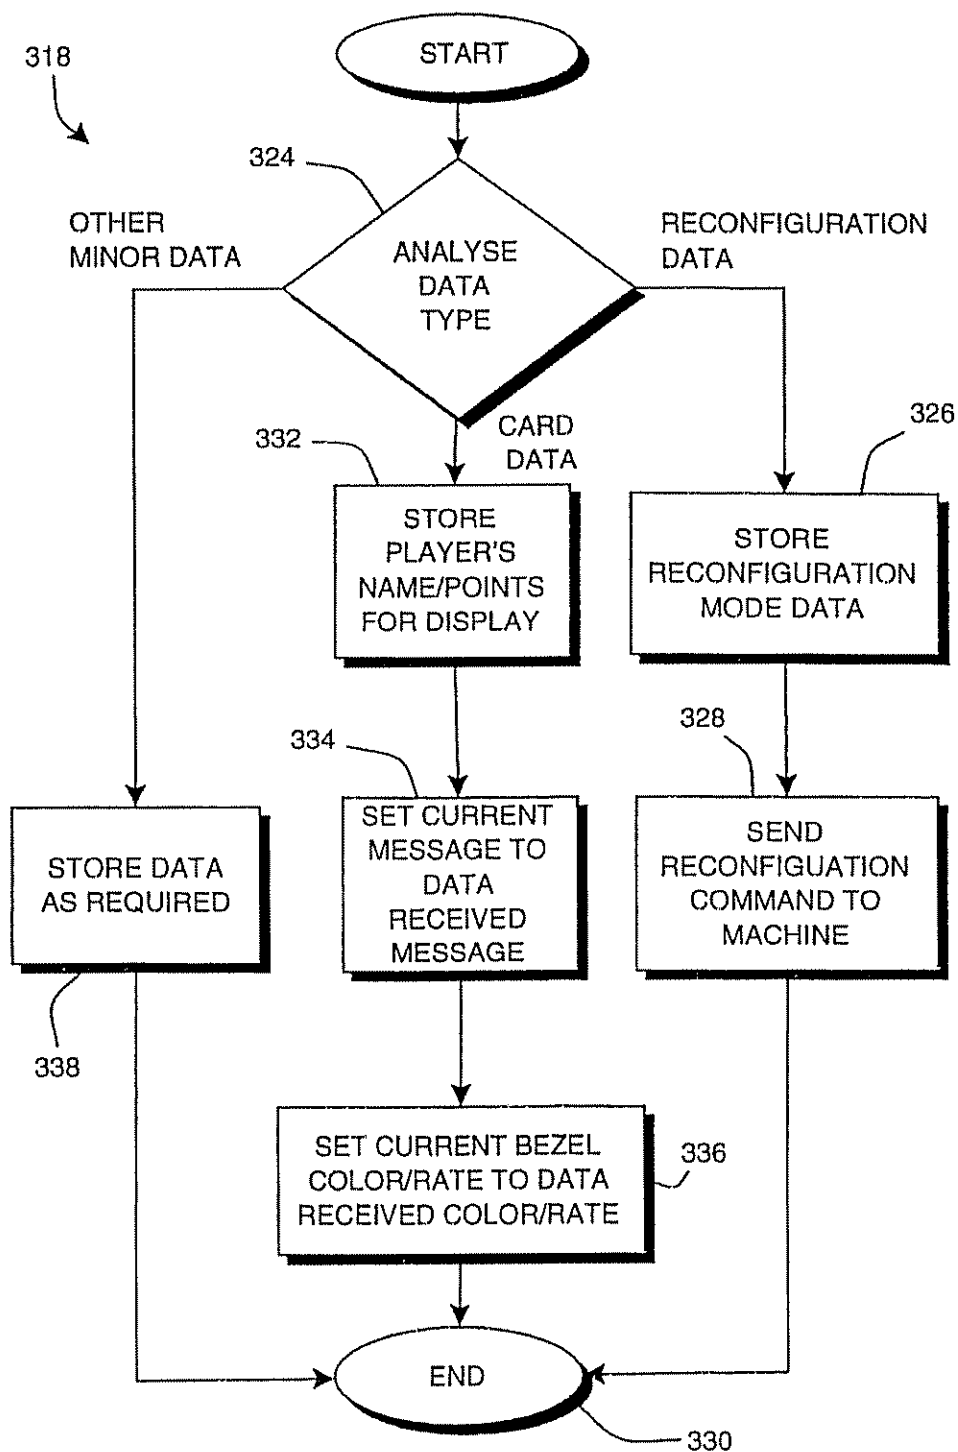 START
318
324
OTHER
MINOR DATA
RECONFIGURATION
DATA
ANALYSE
DATA
TYPE
CARD
DATA
332
326
STORE
PLAYER'S
NAME/POINTS
FOR DISPLAY
STORE
RECONFIGURATION
MODE DATA
334
328
STORE DATA
AS REQUIRED
SET CURRENT
MESSAGE TO
DATA
RECEIVED
MESSAGE
SEND
RECONFIGUATION
COMMAND TO
MACHINE
338
SET CURRENT BEZEL
COLOR/RATE TO DATA
RECEIVED COLOR/RATE
336
END
330